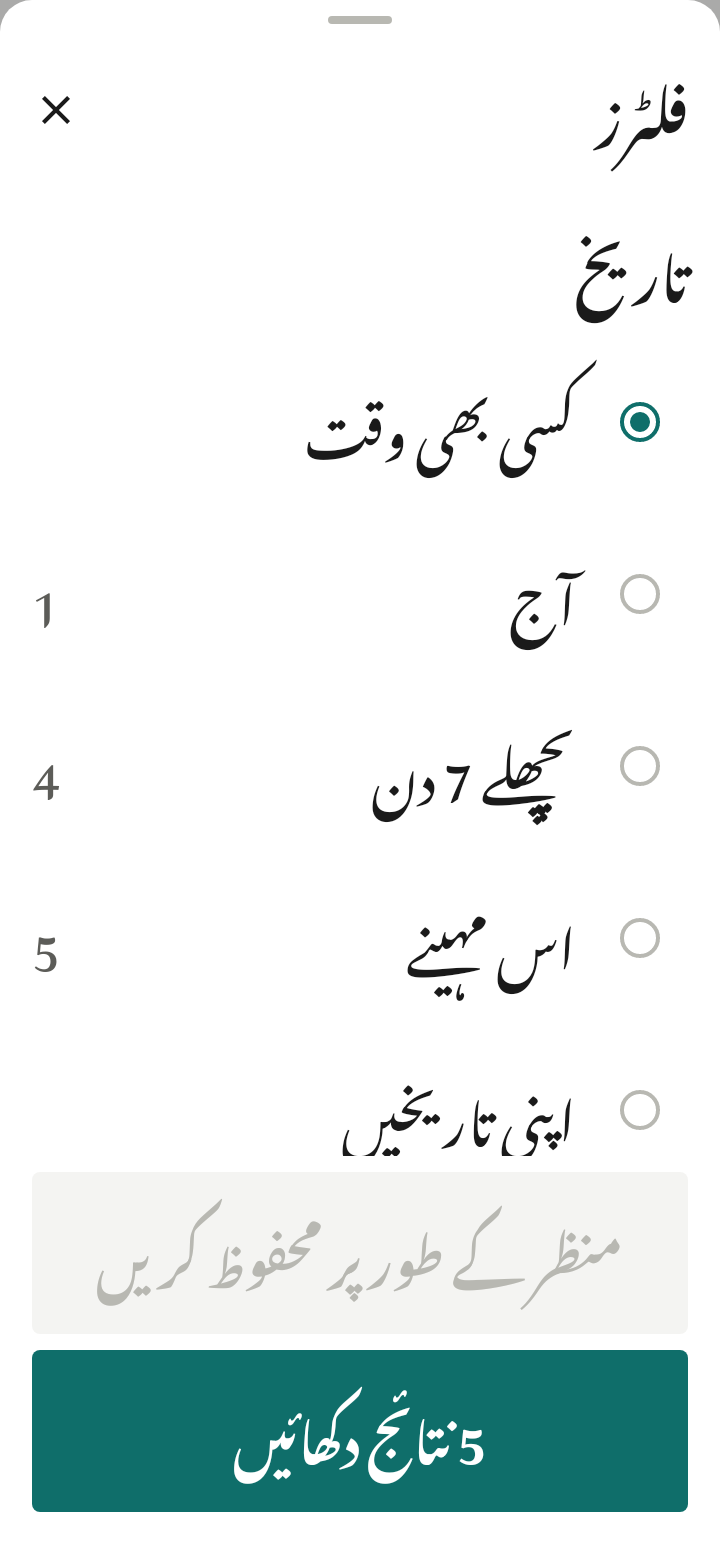 فلٹرز
تاریخ
کسی بھی وقت
آج 1
پچھلے 7 دن 4
اس مہینے 5
اپنی تاریخیں
منظر کے طور پر محفوظ کریں
5 نتائج دکھائیں